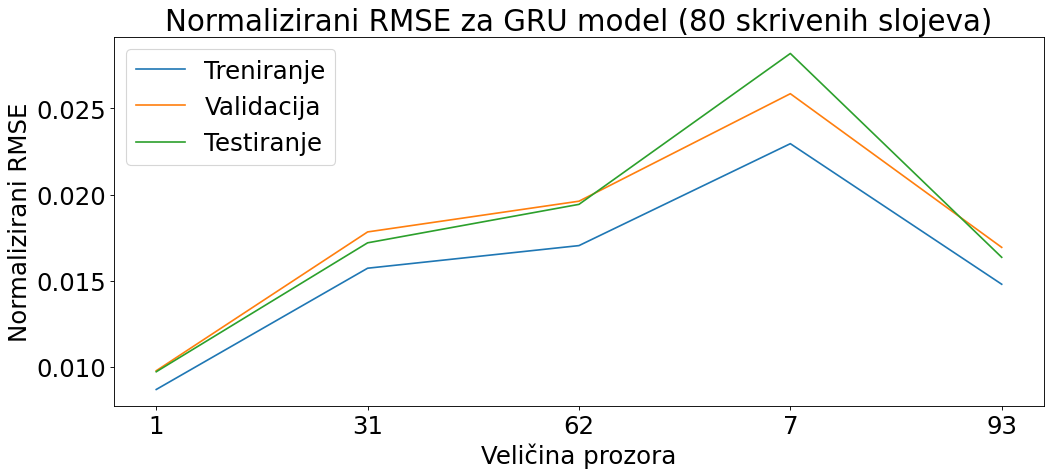 Normalizirani RMSE za GRU model (80 skrivenih slojeva)
Treniranje
Validacija
Testiranje
Normalizirani RMSE
0.025
0.020
0.015
0.010
1 31 62 7 93
Veličina prozora